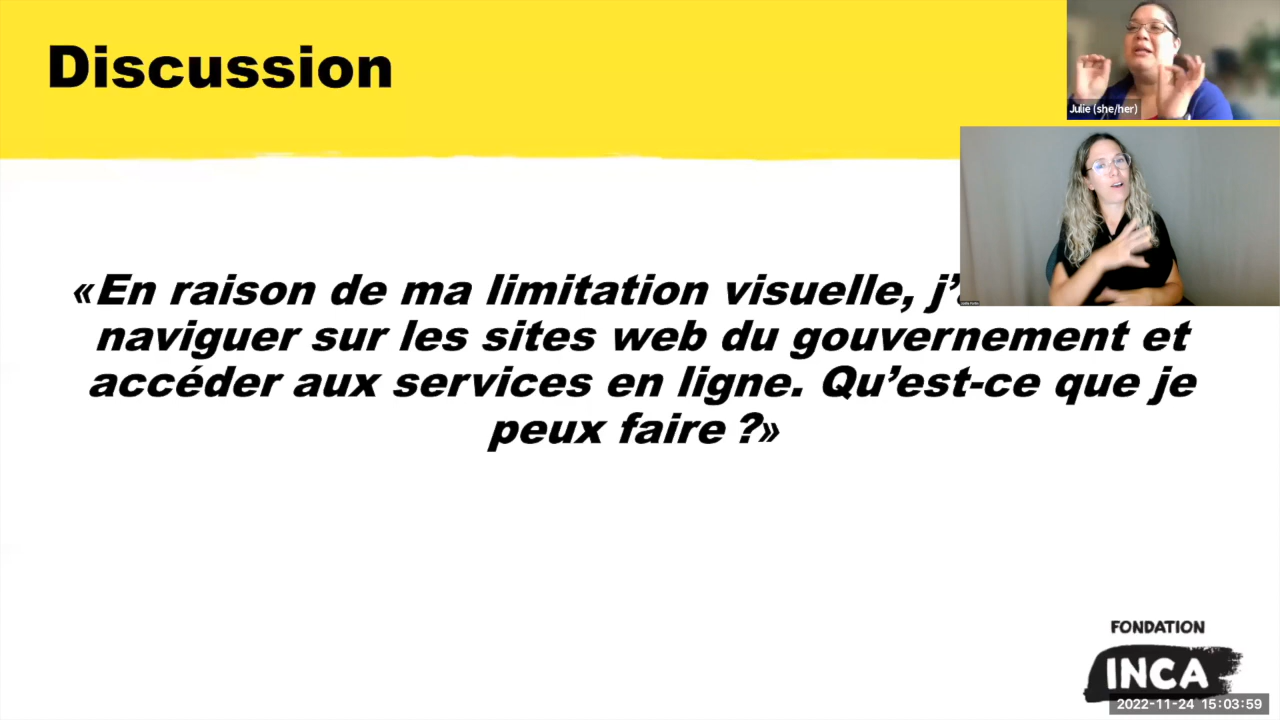 Discussion
Julie (she/her)
«En raison de ma limitation visuelle, j’
naviguer sur les sites web du gouvernement et
accéder aux services en ligne. Qu’est-ce que je
peux faire ?»
FONDATION
INCA
2022-11-24 15:03:59